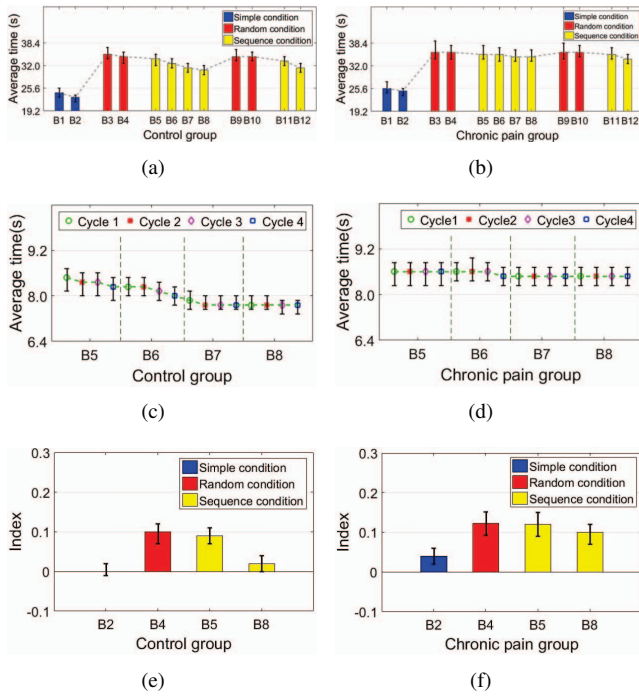 Average time (s)
38.4
32.0
25.6
19.2
Simple condition
Random condition
Sequence condition
B1 B2 B3 B4 B5 B6 B7 B8 B9 B10 B11 B12
Control group
(a)
Average time (s)
38.4
32.0
25.6
19.2
Simple condition
Random condition
Sequence condition
B1 B2 B3 B4 B5 B6 B7 B8 B9 B10 B11 B12
Chronic pain group
(b)
Average time(s)
9.2
8.0
6.4
Cycle 1 Cycle 2 Cycle 3 Cycle 4
B5 B6 B7 B8
Control group
(c)
Average time(s)
9.2
8.0
6.4
Cycle1 Cycle2 Cycle3 Cycle4
B5 B6 B7 B8
Chronic pain group
(d)
Index
0.3
0.2
0.1
0
-0.1
Simple condition
Random condition
Sequence condition
B2 B4 B5 B8
Control group
(e)
Index
0.3
0.2
0.1
0
-0.1
Simple condition
Random condition
Sequence condition
B2 B4 B5 B8
Chronic pain group
(f)